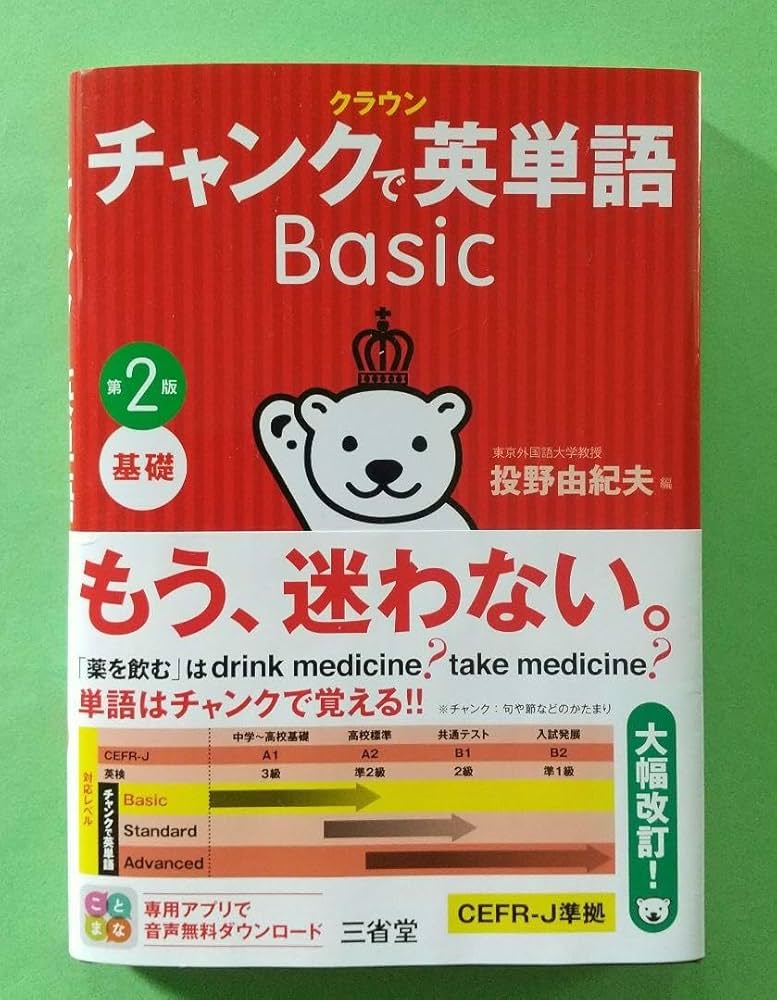 クラウン
チャンクで英単語
Basic
第2版
基礎
東京外国語大学教授
投野由紀夫 編
もう、迷わない。
「薬を飲む」はdrink medicine? take medicine?
単語はチャンクで覚える!!
※チャンク：句や節などのかたまり
中学～高校基礎 高校標準 共通テスト 入試発展
CEFR-J A1 A2 B1 B2
英検 3級 準2級 2級 準1級
対応レベル
チャンクで英単語
Basic
Standard
Advanced
大幅改訂！
ことまな
専用アプリで
音声無料ダウンロード
三省堂
CEFR-J準拠